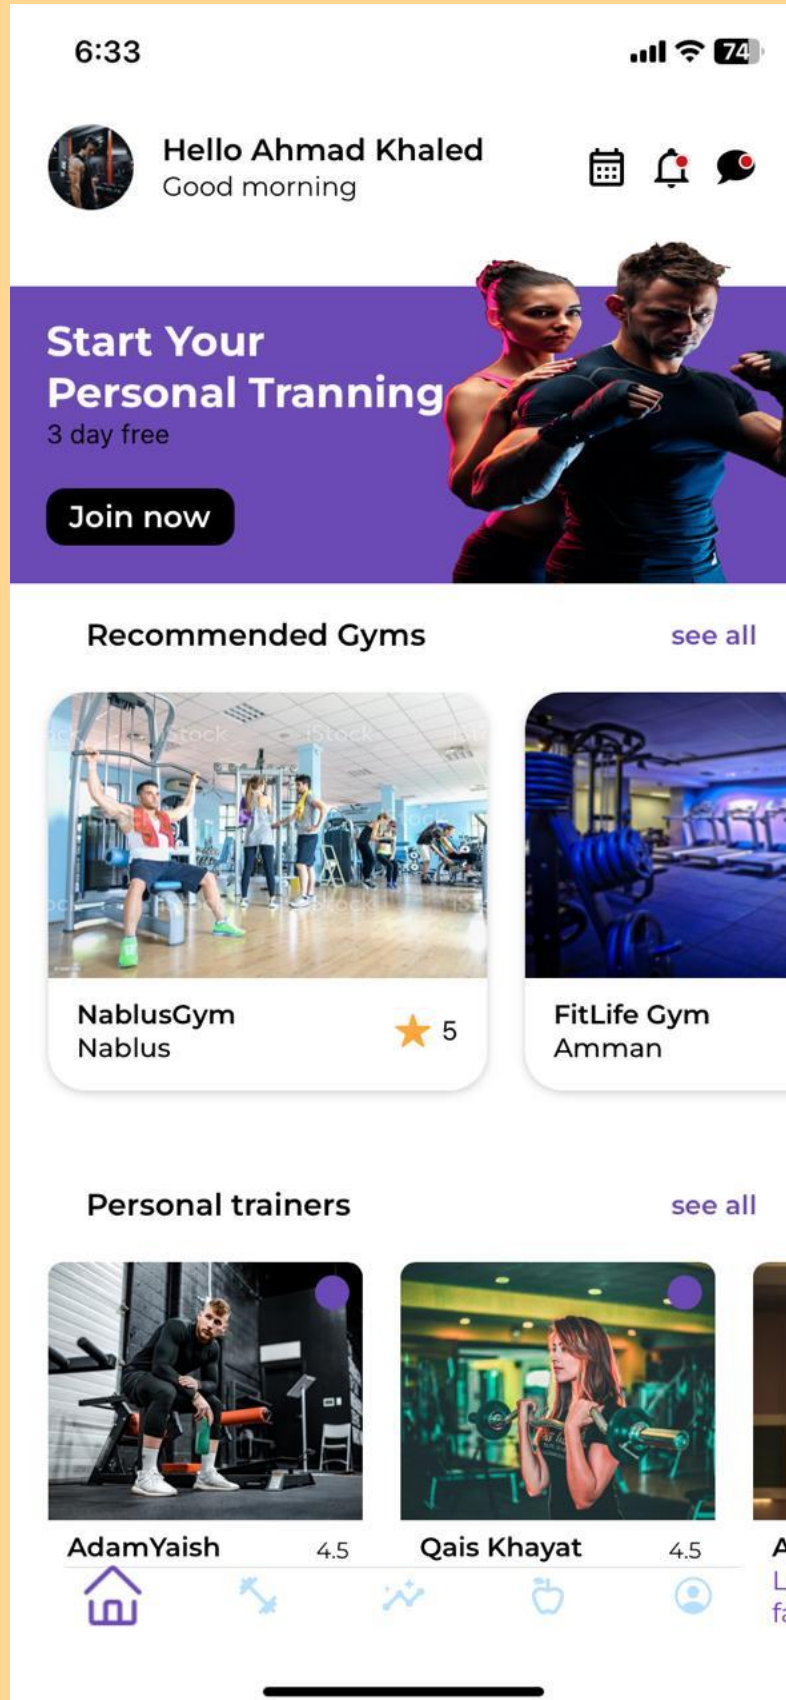 6:33
74
Hello Ahmad Khaled
Good morning
Start Your
Personal Tranning
3 day free
Join now
Recommended Gyms
see all
iStock
iStock
NablusGym
Nablus
5
FitLife Gym
Amman
Personal trainers
see all
AdamYaish
4.5
Qais Khayat
4.5